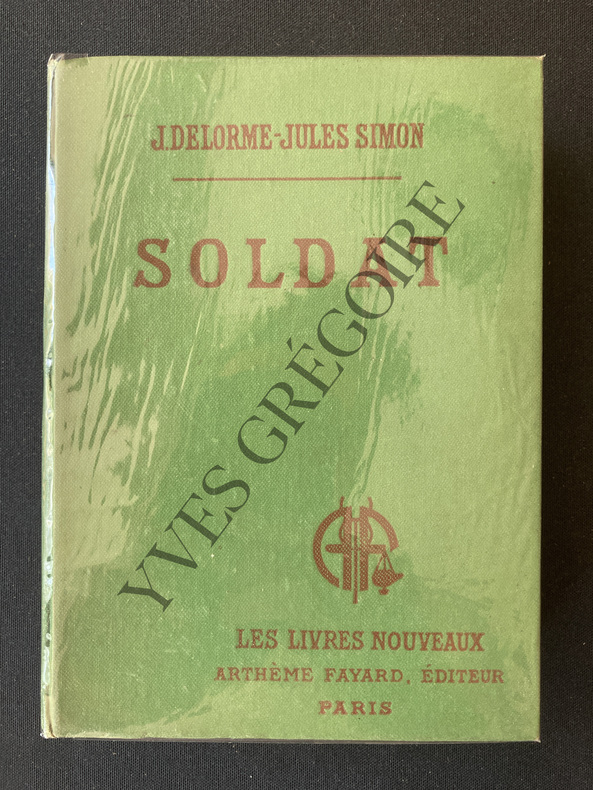 J. DELORME-JULES SIMON
SOLDAT
YVES GRÉGOIRE
LES LIVRES NOUVEAUX
ARTHÈME FAYARD, ÉDITEUR
PARIS